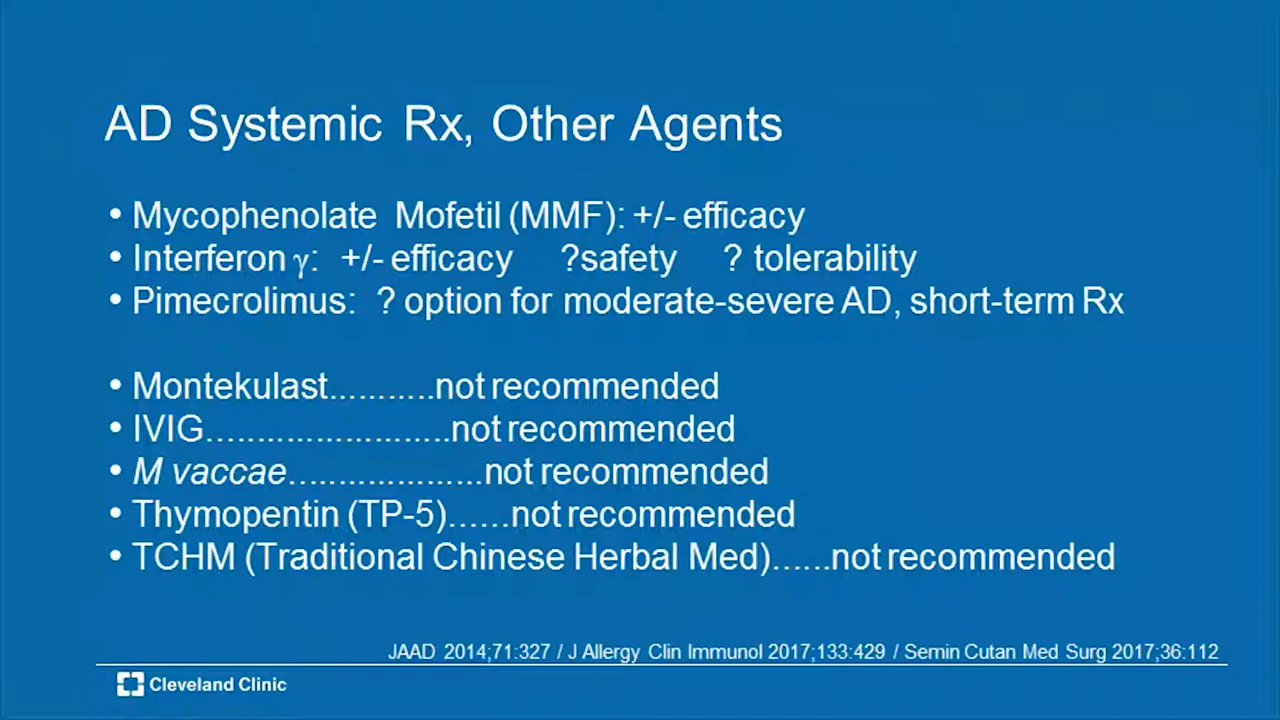 AD Systemic Rx, Other Agents
• Mycophenolate Mofetil (MMF): +/- efficacy
• Interferon γ: +/- efficacy ?safety ? tolerability
• Pimecrolimus: ? option for moderate-severe AD, short-term Rx
• Montekulast...........not recommended
• IVIG..........................not recommended
• M vaccae.....................not recommended
• Thymopentin (TP-5).......not recommended
• TCHM (Traditional Chinese Herbal Med)......not recommended
JAAD 2014;71:327 / J Allergy Clin Immunol 2017;133:429 / Semin Cutan Med Surg 2017;36:112
Cleveland Clinic